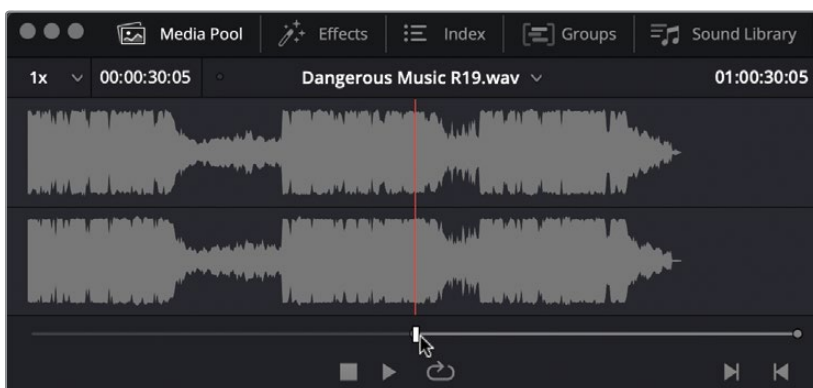 Media Pool Effects Index Groups Sound Library
1x 00:00:30:05 Dangerous Music R19.wav 01:00:30:05